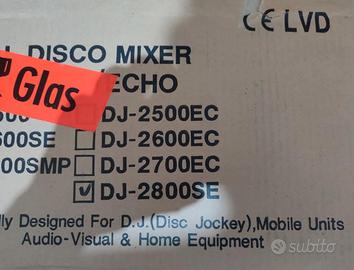 CE LVD
DISCO MIXER
Glas
ECHO
DJ-2500EC
600SE DJ-2600EC
00SMP DJ-2700EC
DJ-2800SE
Designed For D.J.(Disc Jockey),Mobile Units
Audio-Visual & Home Equipment
subito